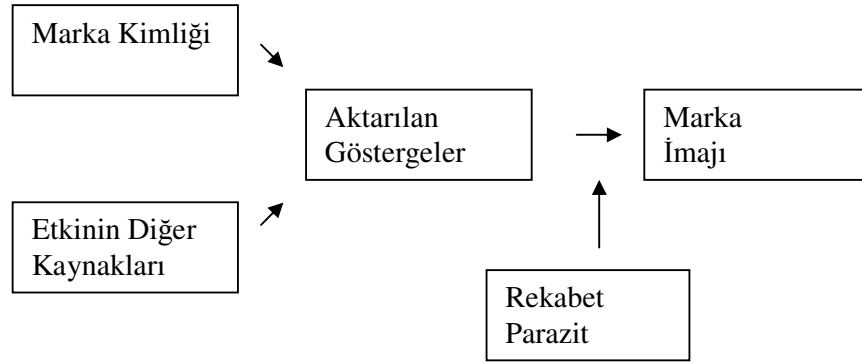 Marka Kimliği
Aktarılan
Göstergeler
Marka
İmajı
Etkinin Diğer
Kaynakları
Rekabet
Parazit